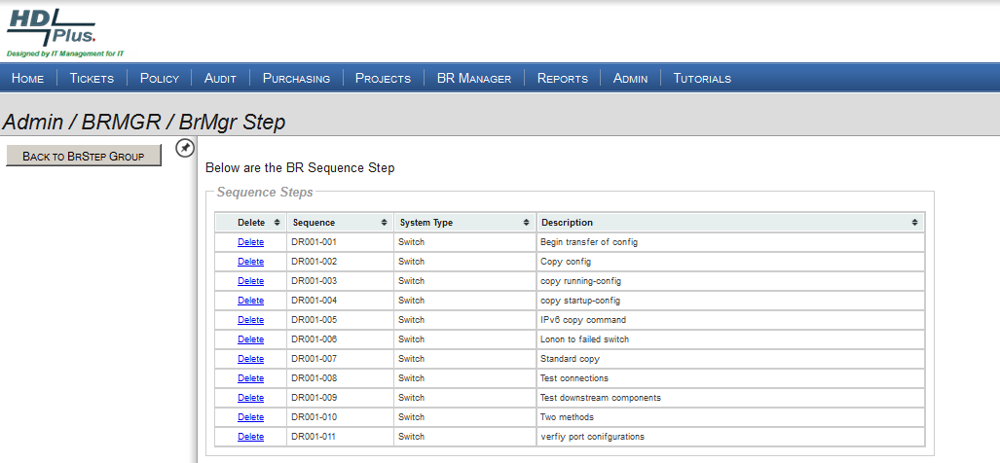 HD Plus.
Designed by IT Management for IT
Home Tickets Policy Audit Purchasing Projects BR Manager Reports Admin Tutorials
Admin / BRMGR / BrMgr Step
Back to BrStep Group
Below are the BR Sequence Step
Sequence Steps
Delete Sequence System Type Description
Delete DR001-001 Switch Begin transfer of config
Delete DR001-002 Switch Copy config
Delete DR001-003 Switch copy running-config
Delete DR001-004 Switch copy startup-config
Delete DR001-005 Switch IPv6 copy command
Delete DR001-006 Switch Lonon to failed switch
Delete DR001-007 Switch Standard copy
Delete DR001-008 Switch Test connections
Delete DR001-009 Switch Test downstream components
Delete DR001-010 Switch Two methods
Delete DR001-011 Switch verfiy port conifgurations